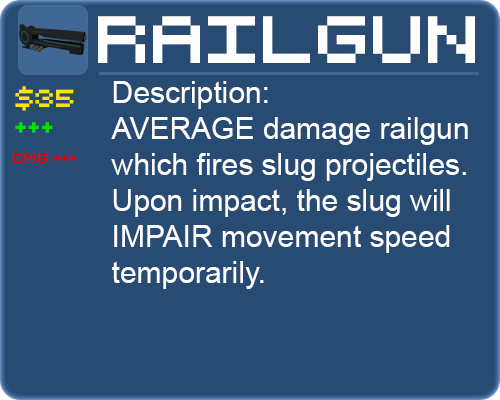 RAILGUN
$35
+++
DMG +++
Description:
AVERAGE damage railgun
which fires slug projectiles.
Upon impact, the slug will
IMPAIR movement speed
temporarily.